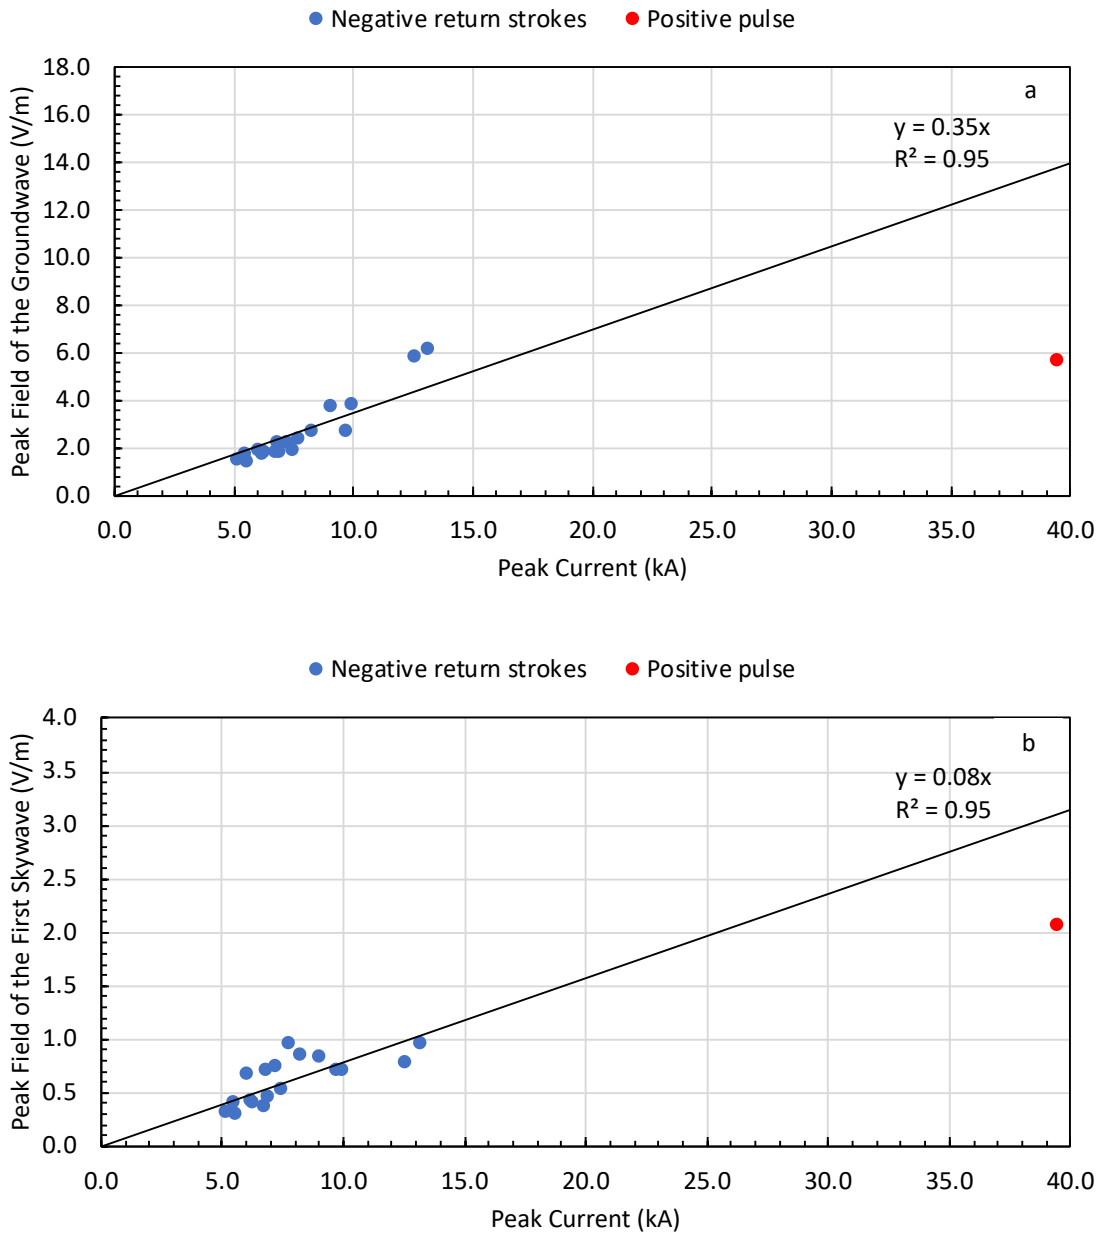 Negative return strokes Positive pulse
18.0
a
16.0
y = 0.35x
R² = 0.95
14.0
12.0
10.0
8.0
6.0
4.0
2.0
0.0
Peak Field of the Groundwave (V/m)
0.0 5.0 10.0 15.0 20.0 25.0 30.0 35.0 40.0
Peak Current (kA)
Negative return strokes Positive pulse
4.0
b
3.5
y = 0.08x
R² = 0.95
3.0
2.5
2.0
1.5
1.0
0.5
0.0
Peak Field of the First Skywave (V/m)
0.0 5.0 10.0 15.0 20.0 25.0 30.0 35.0 40.0
Peak Current (kA)